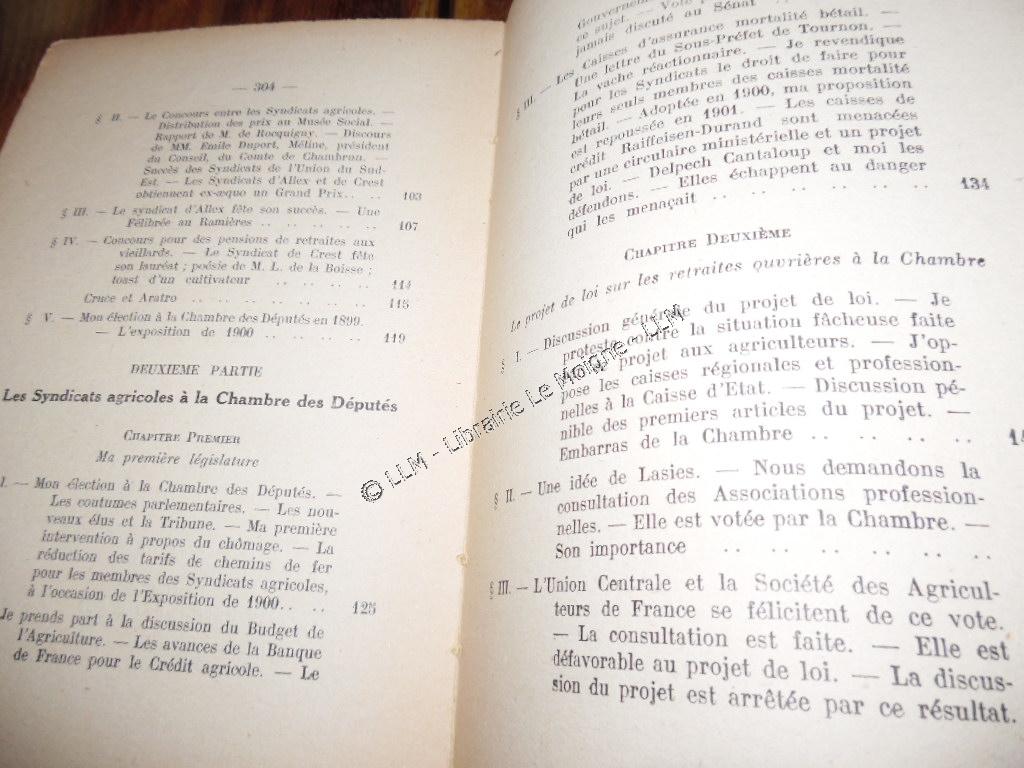 — 304 —
§ II. — Le Concours entre les Syndicats agricoles. —
Distribution des prix au Musée Social. —
Rapport de M. de Rocquigny. — Discours
de MM. Emile Duport, Méline, président
du Conseil, du Comte de Chambrun. —
Succès des Syndicats de l'Union du Sud-
Est. — Les Syndicats d'Allex et de Crest
obtiennent ex-æquo un Grand Prix.. .. 103
§ III. — Le syndicat d'Allex fête son succès. — Une
Félibrée au Ramières .. .. .. .. .. 107
§ IV. — Concours pour des pensions de retraites aux
vieillards. — Le Syndicat de Crest fête
son lauréat ; poésie de M. L. de la Boisse ;
toast d'un cultivateur .. .. .. .. 114
Cruce et Aratro .. .. .. .. .. .. .. 118
§ V. — Mon élection à la Chambre des Députés en 1899.
— L'exposition de 1900 .. .. .. .. 119
DEUXIEME PARTIE
Les Syndicats agricoles à la Chambre des Députés
CHAPITRE PREMIER
Ma première législature
I. — Mon élection à la Chambre des Députés. —
Les coutumes parlementaires. — Les nou-
veaux élus et la Tribune. — Ma première
intervention à propos du chômage. — La
réduction des tarifs de chemins de fer
pour les membres des Syndicats agricoles,
à l'occasion de l'Exposition de 1900.. .. 125
Je prends part à la discussion du Budget de
l'Agriculture. — Les avances de la Banque
de France pour le Crédit agricole. — Le
ce sujet. — Vote
jamais discuté au Sénat ..
§ III. — Les Caisses d'assurance mortalité bétail. —
Une lettre du Sous-Préfet de Tournon. —
La vache réactionnaire. — Je revendique
pour les Syndicats le droit de faire pour
leurs seuls membres des caisses mortalité
bétail. — Adoptée en 1900, ma proposition
est repoussée en 1901. — Les caisses de
crédit Raiffeisen-Durand sont menacées
par une circulaire ministérielle et un projet
de loi. — Delpech Cantaloup et moi les
défendons. — Elles échappent au danger
qui les menaçait .. .. .. .. .. .. 134
CHAPITRE DEUXIÈME
Le projet de loi sur les retraites ouvrières à la Chambre
§ I. — Discussion générale du projet de loi. — Je
proteste contre la situation fâcheuse faite
projet aux agriculteurs. — J'op-
pose les caisses régionales et profession-
nelles à la Caisse d'Etat. — Discussion pé-
nible des premiers articles du projet. —
Embarras de la Chambre .. .. .. ..
§ II. — Une idée de Lasies. — Nous demandons la
consultation des Associations profession-
nelles. — Elle est votée par la Chambre. —
Son importance .. .. .. .. .. ..
§ III. — L'Union Centrale et la Société des Agricul-
teurs de France se félicitent de ce vote.
— La consultation est faite. — Elle est
défavorable au projet de loi. — La discus-
sion du projet est arrêtée par ce résultat.
© LLM - Librairie Le Moigne - LLM